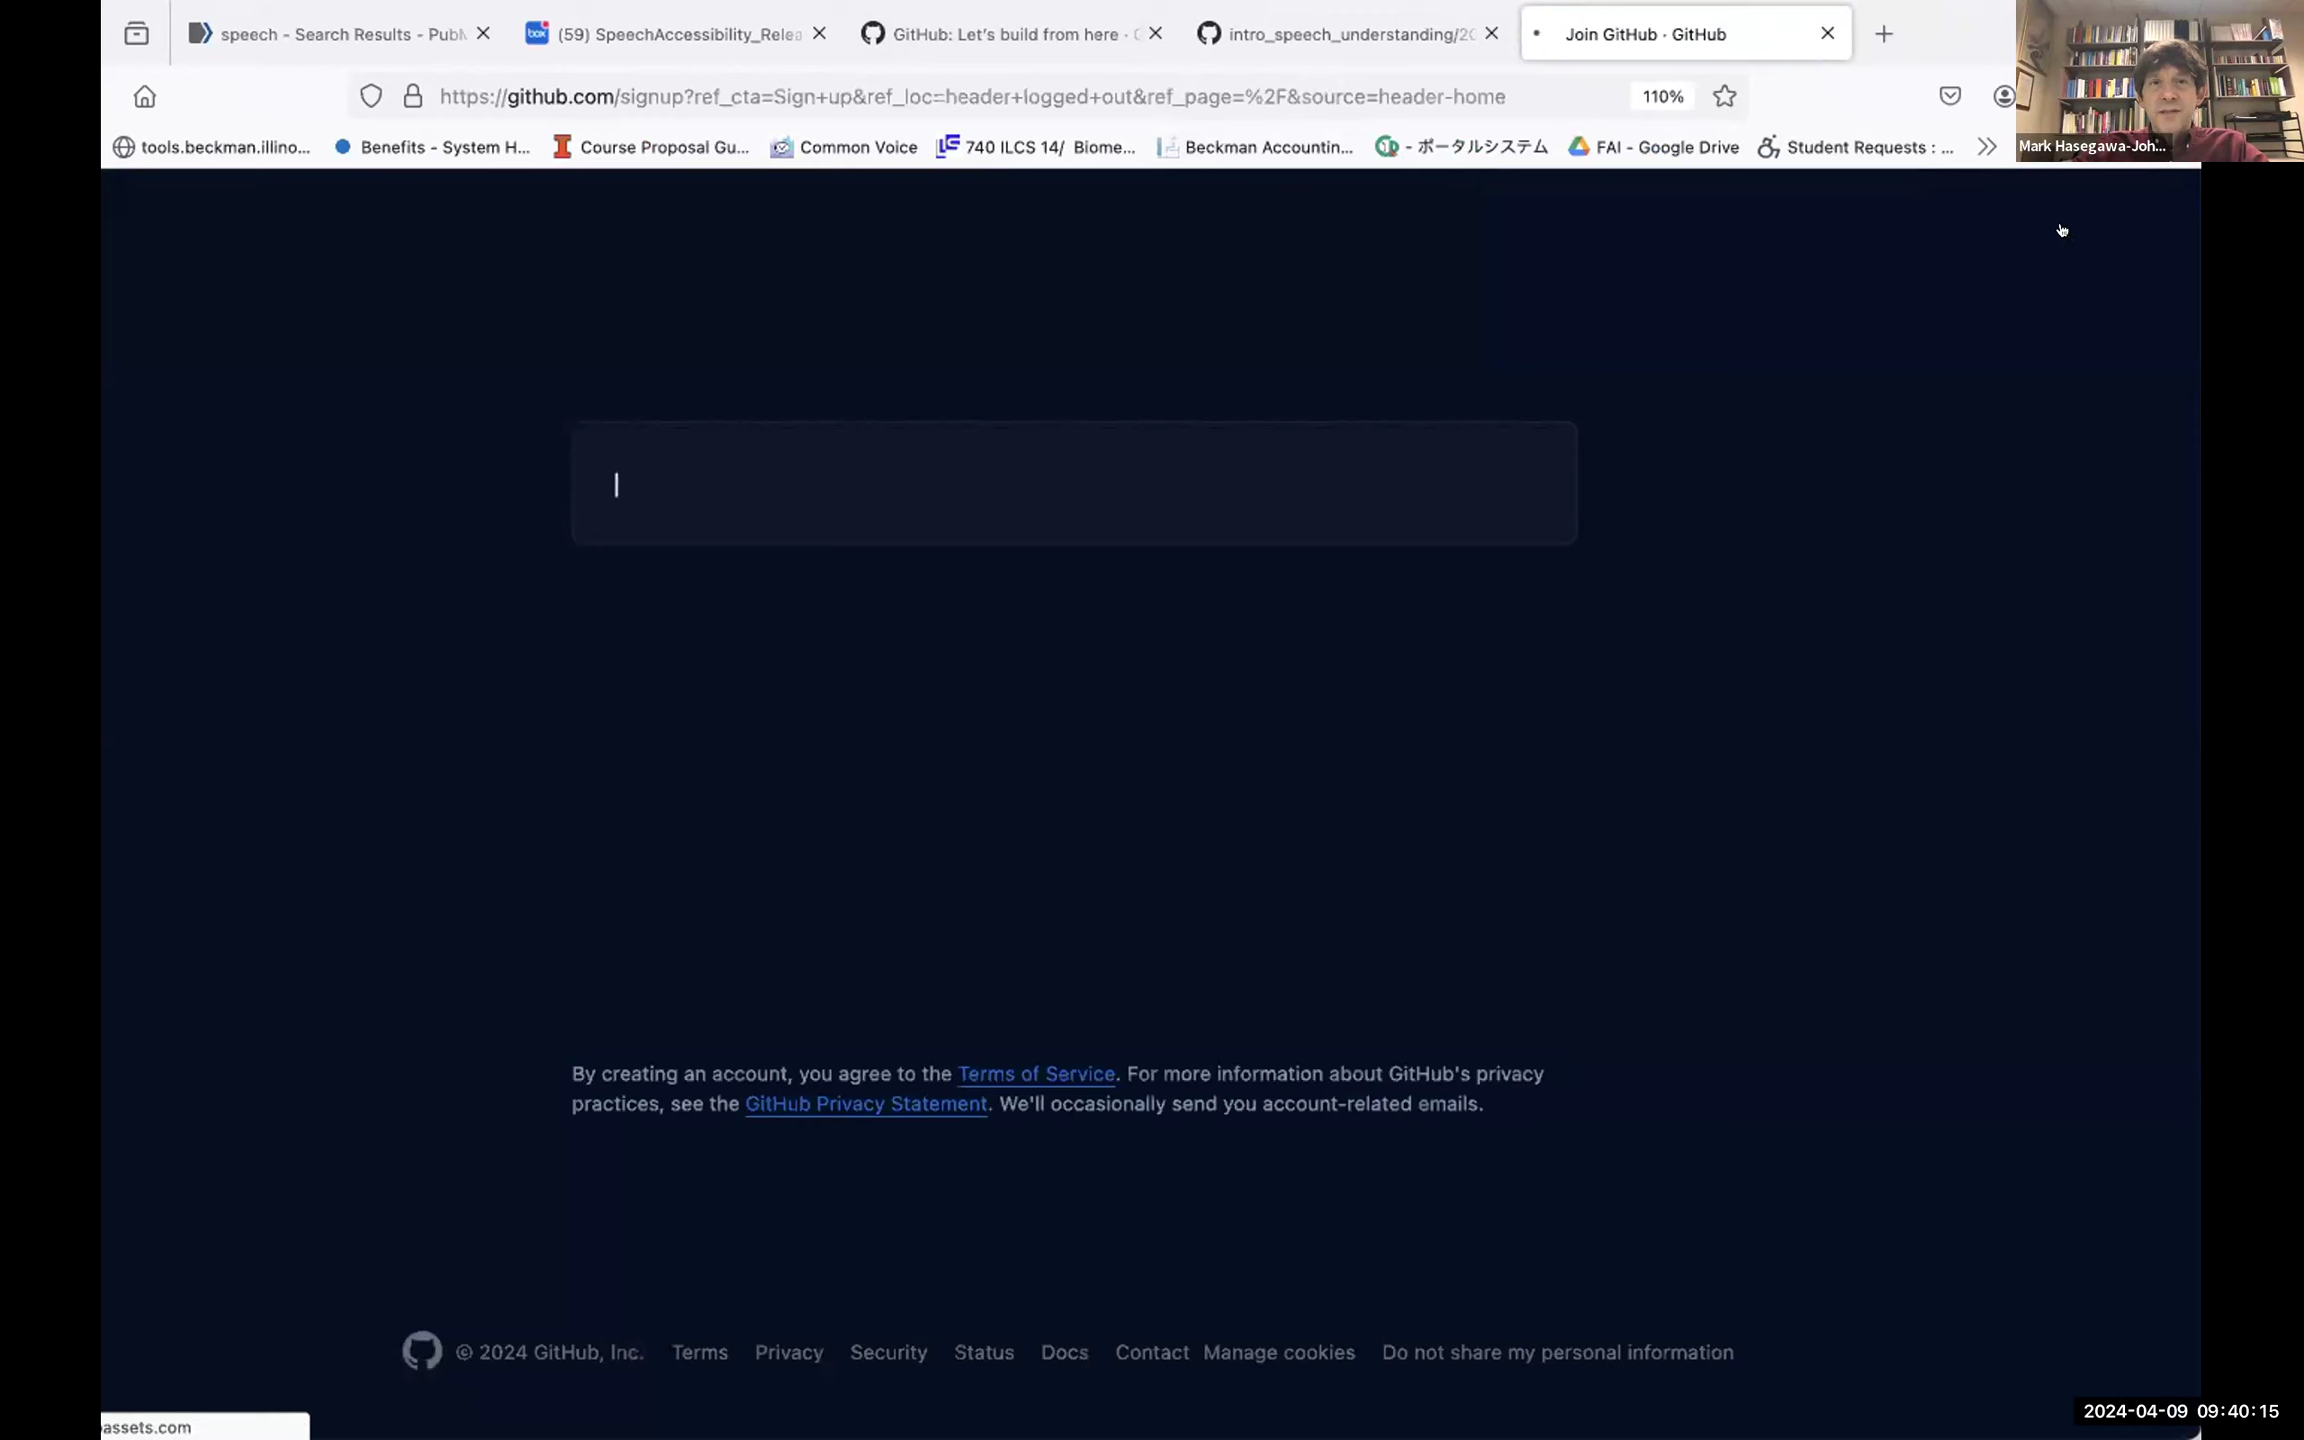 speech - Search Results - Pub
(59) SpeechAccessibility_Relea
GitHub: Let's build from here ·
intro_speech_understanding/20
Join GitHub · GitHub
https://github.com/signup?ref_cta=Sign+up&ref_loc=header+logged+out&ref_page=%2F&source=header-home
110%
tools.beckman.illino...
Benefits - System H...
Course Proposal Gu...
Common Voice
740 ILCS 14/ Biome...
Beckman Accountin...
- ポータルシステム
FAI - Google Drive
Student Requests : ...
Mark Hasegawa-Joh...
By creating an account, you agree to the Terms of Service. For more information about GitHub's privacy
practices, see the GitHub Privacy Statement. We'll occasionally send you account-related emails.
© 2024 GitHub, Inc. Terms Privacy Security Status Docs Contact Manage cookies Do not share my personal information
assets.com
2024-04-09 09:40:15